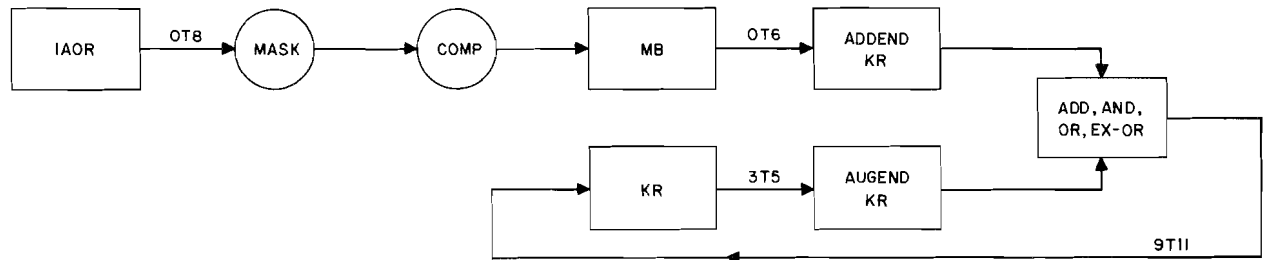 IAOR
OT8
MASK
COMP
MB
OT6
ADDEND
KR
ADD, AND,
OR, EX-OR
KR
3T5
AUGEND
KR
9T11